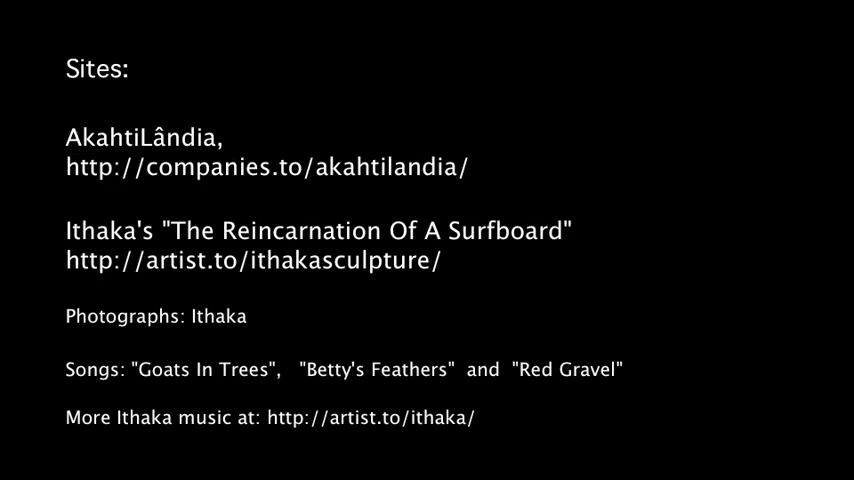 Sites:
AkahtiLândia,
http://companies.to/akahtilandia/
Ithaka's "The Reincarnation Of A Surfboard"
http://artist.to/ithakasculpture/
Photographs: Ithaka
Songs: "Goats In Trees",   "Betty's Feathers"  and  "Red Gravel"
More Ithaka music at: http://artist.to/ithaka/